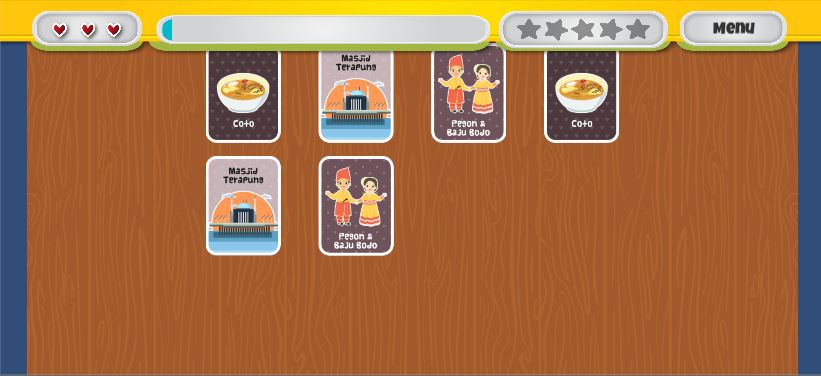 Menu
Masjid
Terapung
Coto
Pegon &
Baju Bodo
Coto
Masjid
Terapung
Pegon &
Baju Bodo